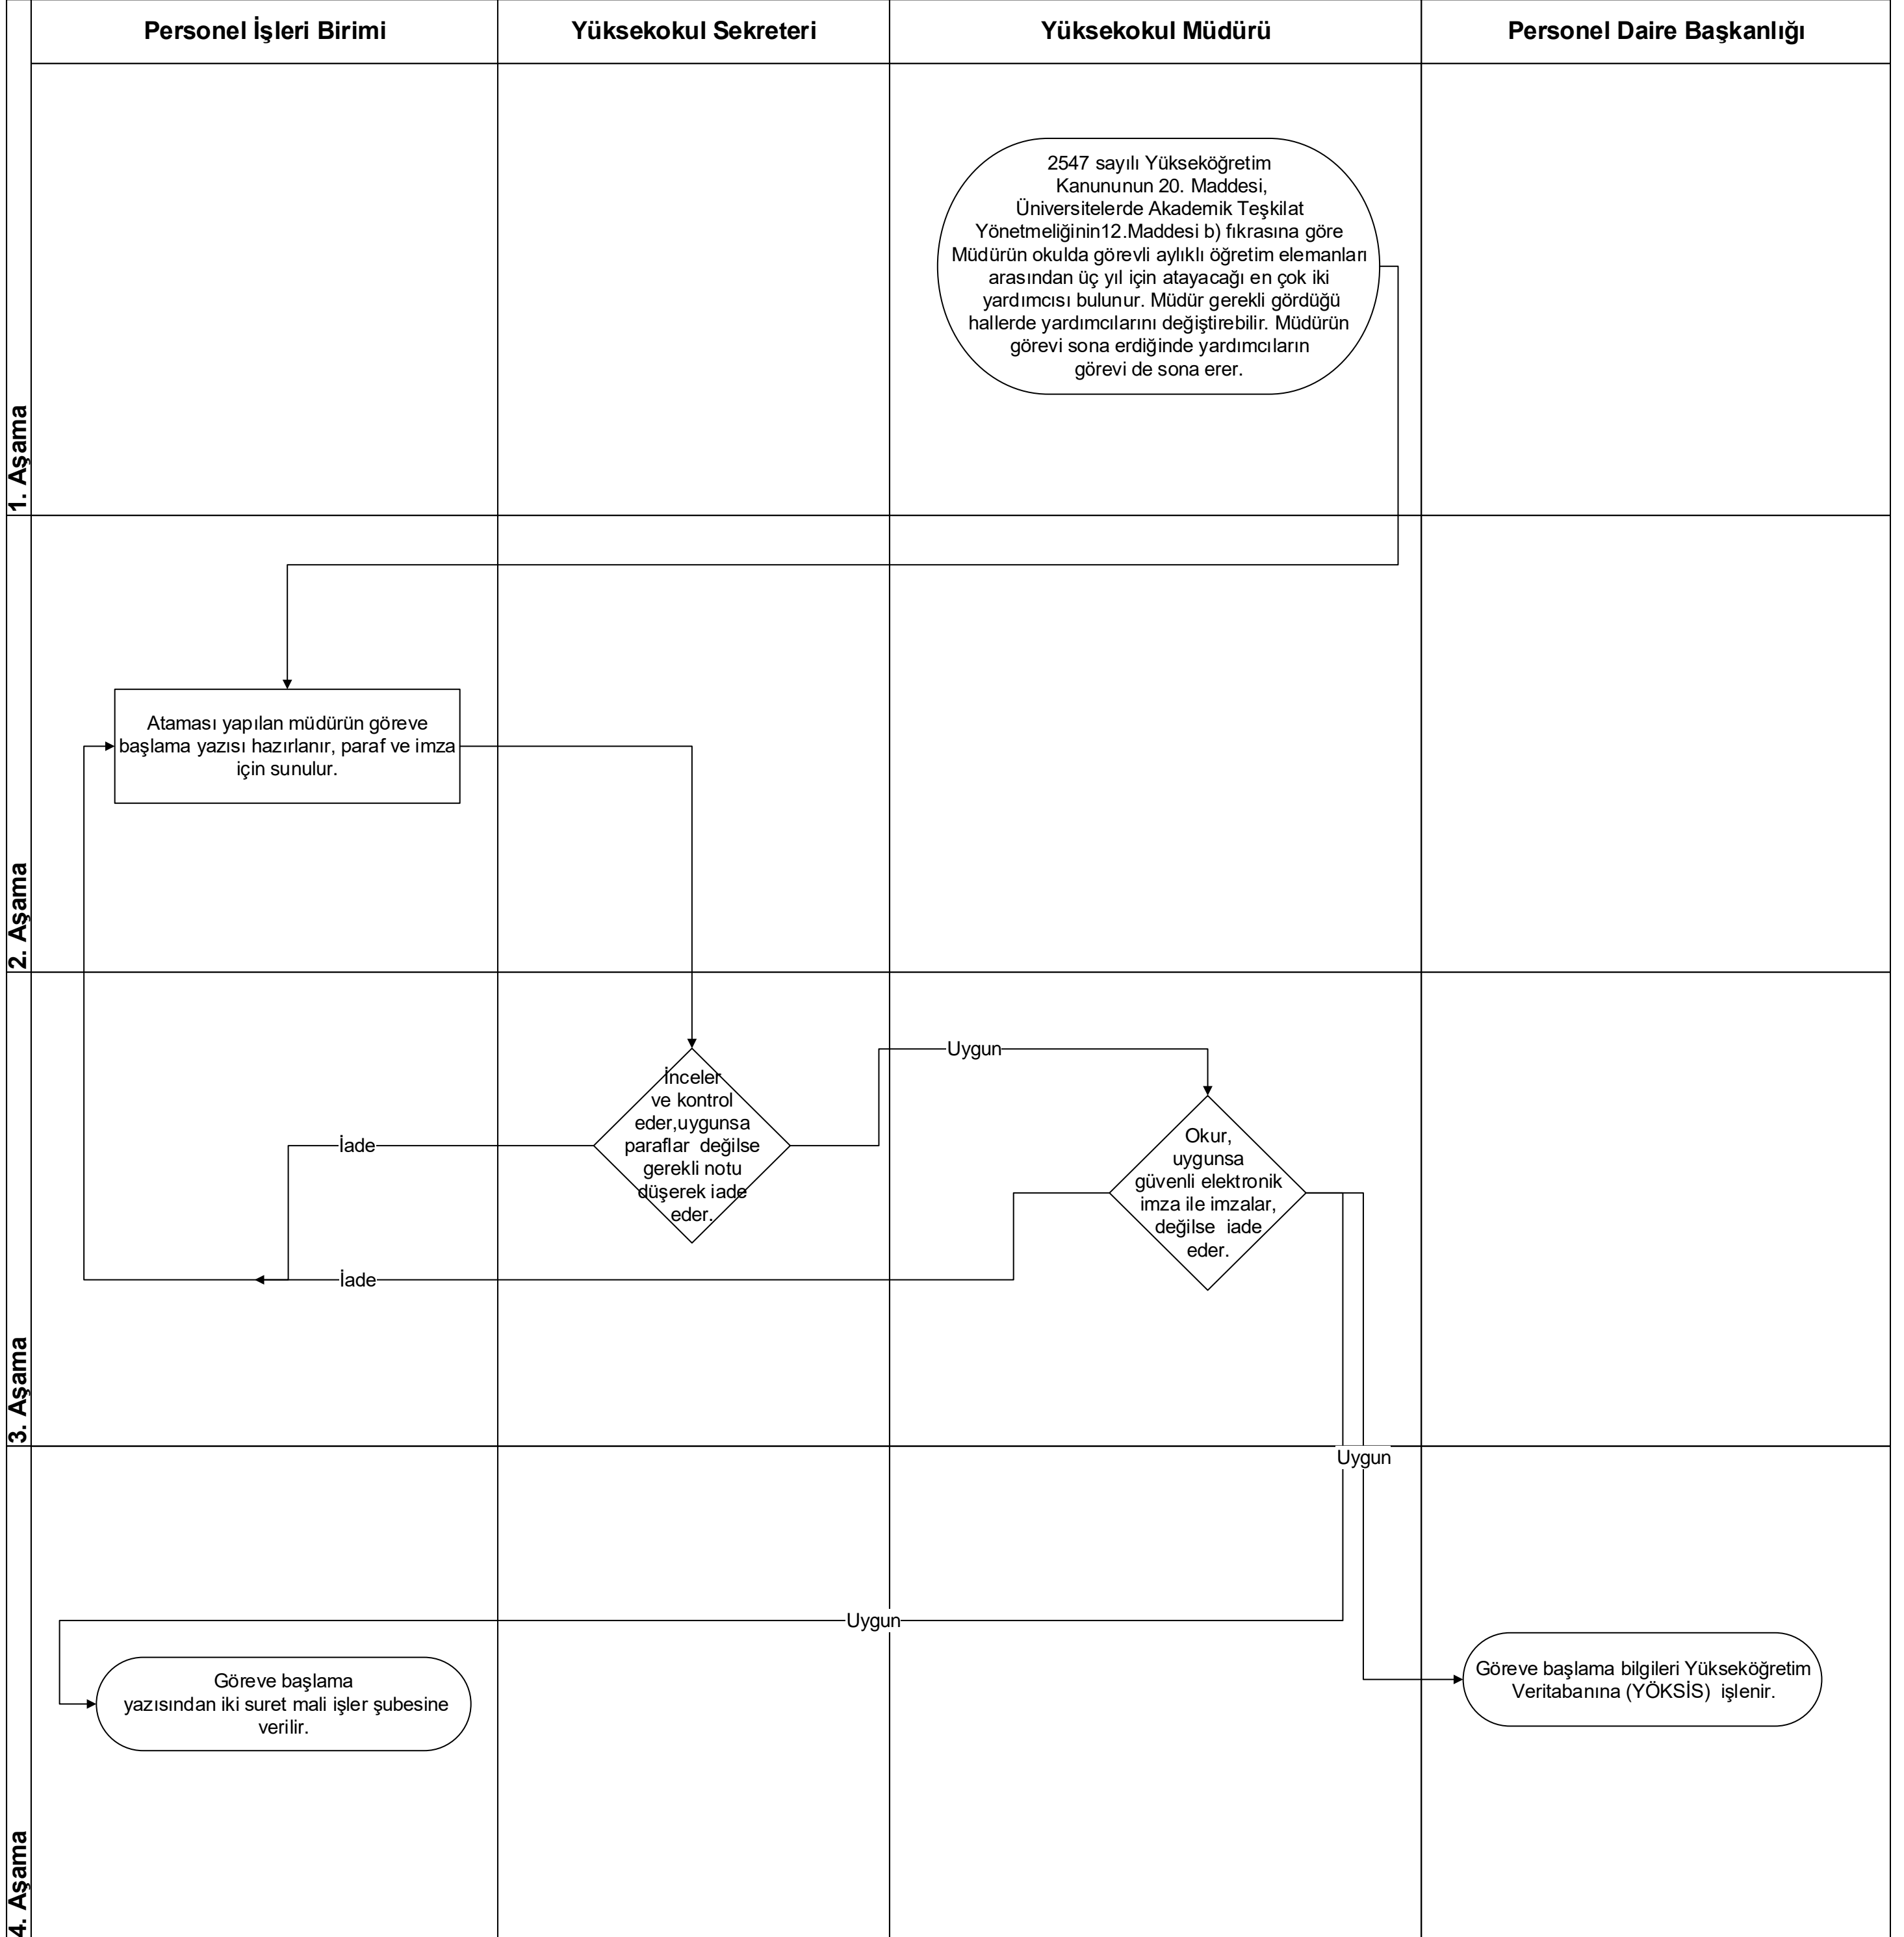 Personel İşleri Birimi
Yüksekokul Sekreteri
Yüksekokul Müdürü
Personel Daire Başkanlığı
1. Aşama
2547 sayılı Yükseköğretim
Kanununun 20. Maddesi,
Üniversitelerde Akademik Teşkilat
Yönetmeliğinin12.Maddesi b) fıkrasına göre
Müdürün okulda görevli aylıklı öğretim elemanları
arasından üç yıl için atayacağı en çok iki
yardımcısı bulunur. Müdür gerekli gördüğü
hallerde yardımcılarını değiştirebilir. Müdürün
görevi sona erdiğinde yardımcıların
görevi de sona erer.
2. Aşama
Ataması yapılan müdürün göreve
başlama yazısı hazırlanır, paraf ve imza
için sunulur.
3. Aşama
İnceler
ve kontrol
eder,uygunsa
paraflar  değilse
gerekli notu
düşerek iade
eder.
Uygun
İade
Okur,
uygunsa
güvenli elektronik
imza ile imzalar,
değilse  iade
eder.
İade
Uygun
4. Aşama
Uygun
Göreve başlama
yazısından iki suret mali işler şubesine
verilir.
Göreve başlama bilgileri Yükseköğretim
Veritabanına (YÖKSİS)  işlenir.